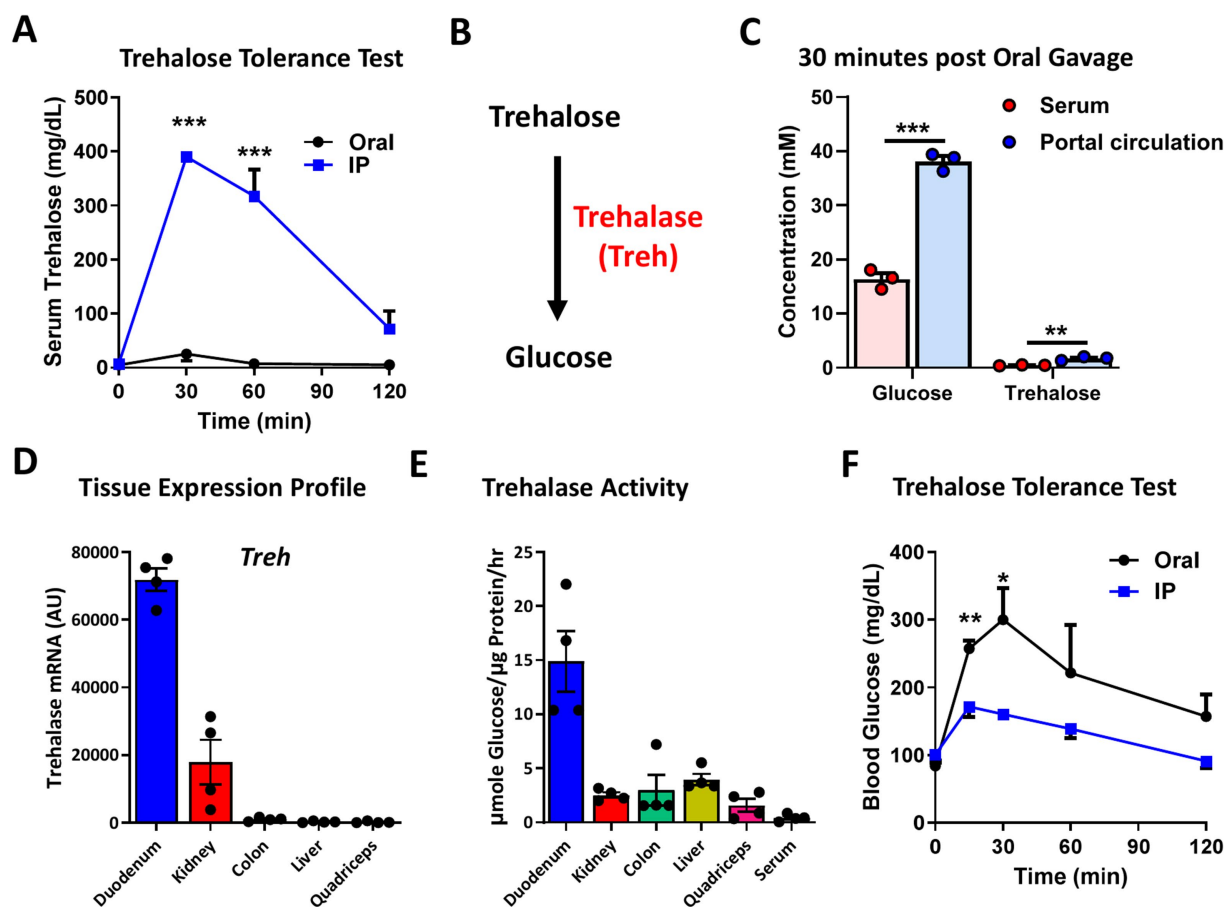 A
Trehalose Tolerance Test
Serum Trehalose (mg/dL)
500
400
300
200
100
0
***
***
Oral
IP
0 30 60 90 120
Time (min)
B
Trehalose
Trehalase
(Treh)
Glucose
C
30 minutes post Oral Gavage
Concentration (mM)
50
40
30
20
10
0
***
**
Serum
Portal circulation
Glucose Trehalose
D
Tissue Expression Profile
Treh
Trehalase mRNA (AU)
80000
60000
40000
20000
0
Duodenum
Kidney
Colon
Liver
Quadriceps
E
Trehalase Activity
µmole Glucose/µg Protein/hr
25
20
15
10
5
0
Duodenum
Kidney
Colon
Liver
Quadriceps
Serum
F
Trehalose Tolerance Test
Blood Glucose (mg/dL)
400
300
200
100
0
**
*
Oral
IP
0 30 60 90 120
Time (min)